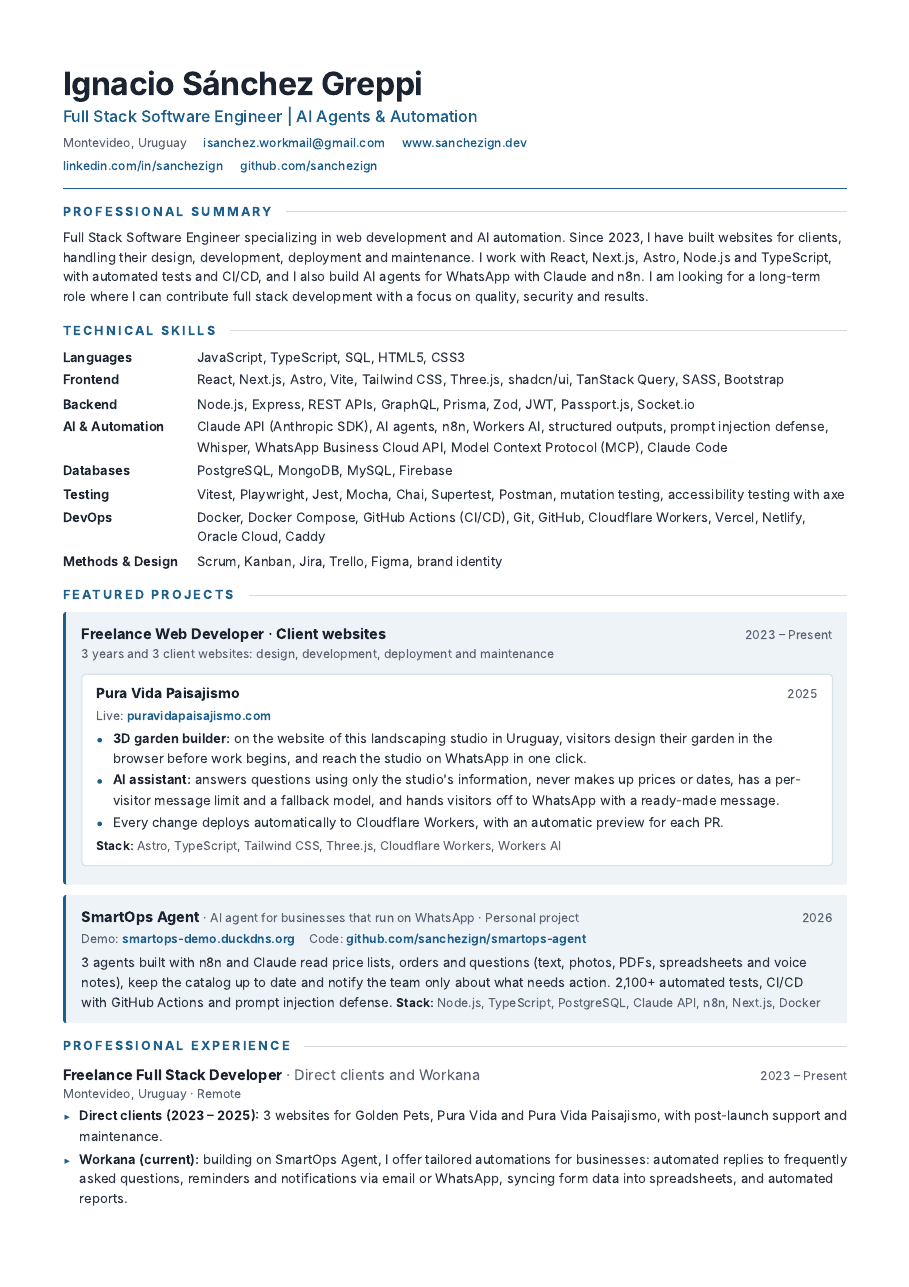 Ignacio Sánchez Greppi
Full Stack Software Engineer | AI Agents & Automation
Montevideo, Uruguay isanchez.workmail@gmail.com www.sanchezign.dev
linkedin.com/in/sanchezign github.com/sanchezign
PROFESSIONAL SUMMARY
Full Stack Software Engineer specializing in web development and AI automation. Since 2023, I have built websites for clients,
handling their design, development, deployment and maintenance. I work with React, Next.js, Astro, Node.js and TypeScript,
with automated tests and CI/CD, and I also build AI agents for WhatsApp with Claude and n8n. I am looking for a long-term
role where I can contribute full stack development with a focus on quality, security and results.
TECHNICAL SKILLS
Languages JavaScript, TypeScript, SQL, HTML5, CSS3
Frontend React, Next.js, Astro, Vite, Tailwind CSS, Three.js, shadcn/ui, TanStack Query, SASS, Bootstrap
Backend Node.js, Express, REST APIs, GraphQL, Prisma, Zod, JWT, Passport.js, Socket.io
AI & Automation Claude API (Anthropic SDK), AI agents, n8n, Workers AI, structured outputs, prompt injection defense,
Whisper, WhatsApp Business Cloud API, Model Context Protocol (MCP), Claude Code
Databases PostgreSQL, MongoDB, MySQL, Firebase
Testing Vitest, Playwright, Jest, Mocha, Chai, Supertest, Postman, mutation testing, accessibility testing with axe
DevOps Docker, Docker Compose, GitHub Actions (CI/CD), Git, GitHub, Cloudflare Workers, Vercel, Netlify,
Oracle Cloud, Caddy
Methods & Design Scrum, Kanban, Jira, Trello, Figma, brand identity
FEATURED PROJECTS
Freelance Web Developer · Client websites 2023 – Present
3 years and 3 client websites: design, development, deployment and maintenance
Pura Vida Paisajismo 2025
Live: puravidapaisajismo.com
• 3D garden builder: on the website of this landscaping studio in Uruguay, visitors design their garden in the
browser before work begins, and reach the studio on WhatsApp in one click.
• AI assistant: answers questions using only the studio's information, never makes up prices or dates, has a per-
visitor message limit and a fallback model, and hands visitors off to WhatsApp with a ready-made message.
• Every change deploys automatically to Cloudflare Workers, with an automatic preview for each PR.
Stack: Astro, TypeScript, Tailwind CSS, Three.js, Cloudflare Workers, Workers AI
SmartOps Agent · AI agent for businesses that run on WhatsApp · Personal project 2026
Demo: smartops-demo.duckdns.org Code: github.com/sanchezign/smartops-agent
3 agents built with n8n and Claude read price lists, orders and questions (text, photos, PDFs, spreadsheets and voice
notes), keep the catalog up to date and notify the team only about what needs action. 2,100+ automated tests, CI/CD
with GitHub Actions and prompt injection defense. Stack: Node.js, TypeScript, PostgreSQL, Claude API, n8n, Next.js, Docker
PROFESSIONAL EXPERIENCE
Freelance Full Stack Developer · Direct clients and Workana 2023 – Present
Montevideo, Uruguay · Remote
▸ Direct clients (2023 – 2025): 3 websites for Golden Pets, Pura Vida and Pura Vida Paisajismo, with post-launch support and
maintenance.
▸ Workana (current): building on SmartOps Agent, I offer tailored automations for businesses: automated replies to frequently
asked questions, reminders and notifications via email or WhatsApp, syncing form data into spreadsheets, and automated
reports.